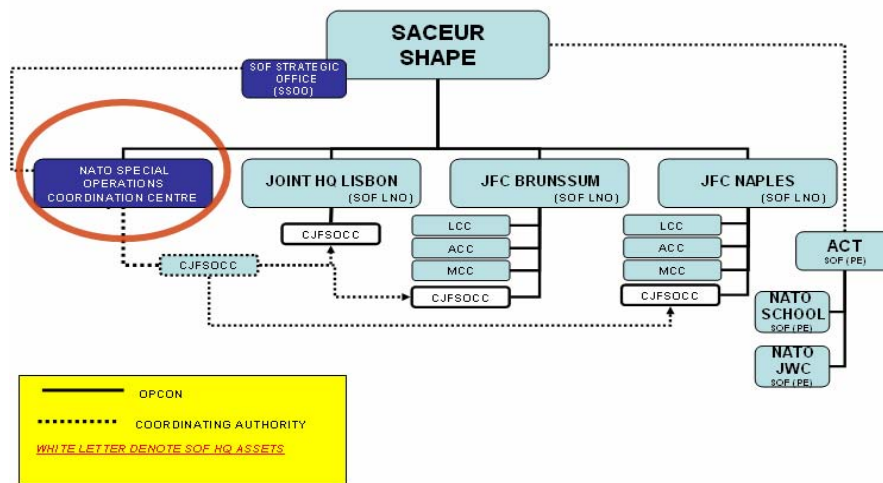 SACEUR
SHAPE
SOF STRATEGIC
OFFICE
(SSOO)
NATO SPECIAL
OPERATIONS
COORDINATION CENTRE
JOINT HQ LISBON
(SOF LNO)
JFC BRUNSSUM
(SOF LNO)
JFC NAPLES
(SOF LNO)
CJFSOCC
LCC
ACC
MCC
CJFSOCC
LCC
ACC
MCC
CJFSOCC
CJFSOCC
ACT
SOF (PE)
NATO
SCHOOL
SOF (PE)
NATO
JWC
SOF (PE)
OPCON
COORDINATING AUTHORITY
WHITE LETTER DENOTE SOF HQ ASSETS